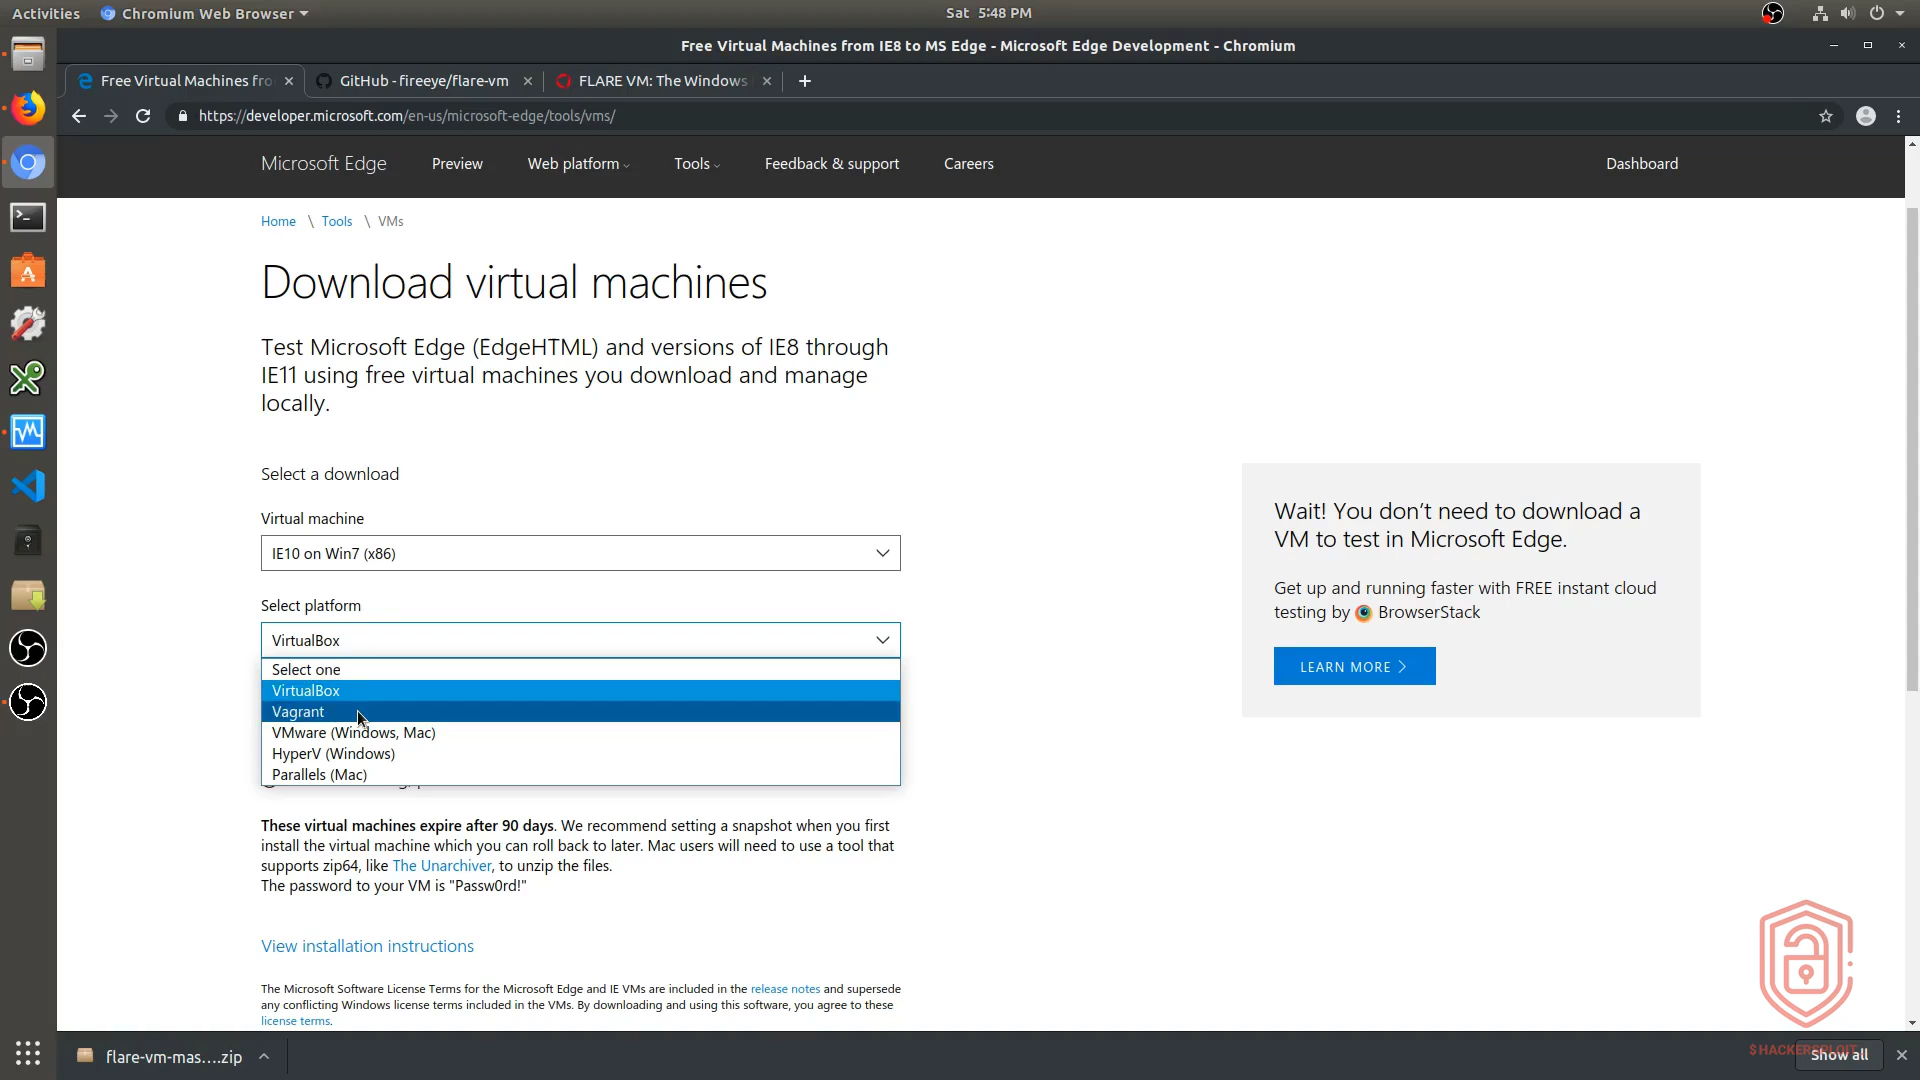 Activities
Chromium Web Browser
Sat 5:48 PM
Free Virtual Machines from IE8 to MS Edge - Microsoft Edge Development - Chromium
Free Virtual Machines fro
GitHub - fireeye/flare-vm
FLARE VM: The Windows
https://developer.microsoft.com/en-us/microsoft-edge/tools/vms/
Microsoft Edge
Preview
Web platform
Tools
Feedback & support
Careers
Dashboard
Home \ Tools \ VMs
Download virtual machines
Test Microsoft Edge (EdgeHTML) and versions of IE8 through
IE11 using free virtual machines you download and manage
locally.
Select a download
Virtual machine
IE10 on Win7 (x86)
Select platform
VirtualBox
Select one
VirtualBox
Vagrant
VMware (Windows, Mac)
HyperV (Windows)
Parallels (Mac)
These virtual machines expire after 90 days. We recommend setting a snapshot when you first
install the virtual machine which you can roll back to later. Mac users will need to use a tool that
supports zip64, like The Unarchiver, to unzip the files.
The password to your VM is "Passw0rd!"
View installation instructions
The Microsoft Software License Terms for the Microsoft Edge and IE VMs are included in the release notes and supersede
any conflicting Windows license terms included in the VMs. By downloading and using this software, you agree to these
license terms.
Wait! You don’t need to download a
VM to test in Microsoft Edge.
Get up and running faster with FREE instant cloud
testing by BrowserStack
LEARN MORE
flare-vm-mas....zip
Show all